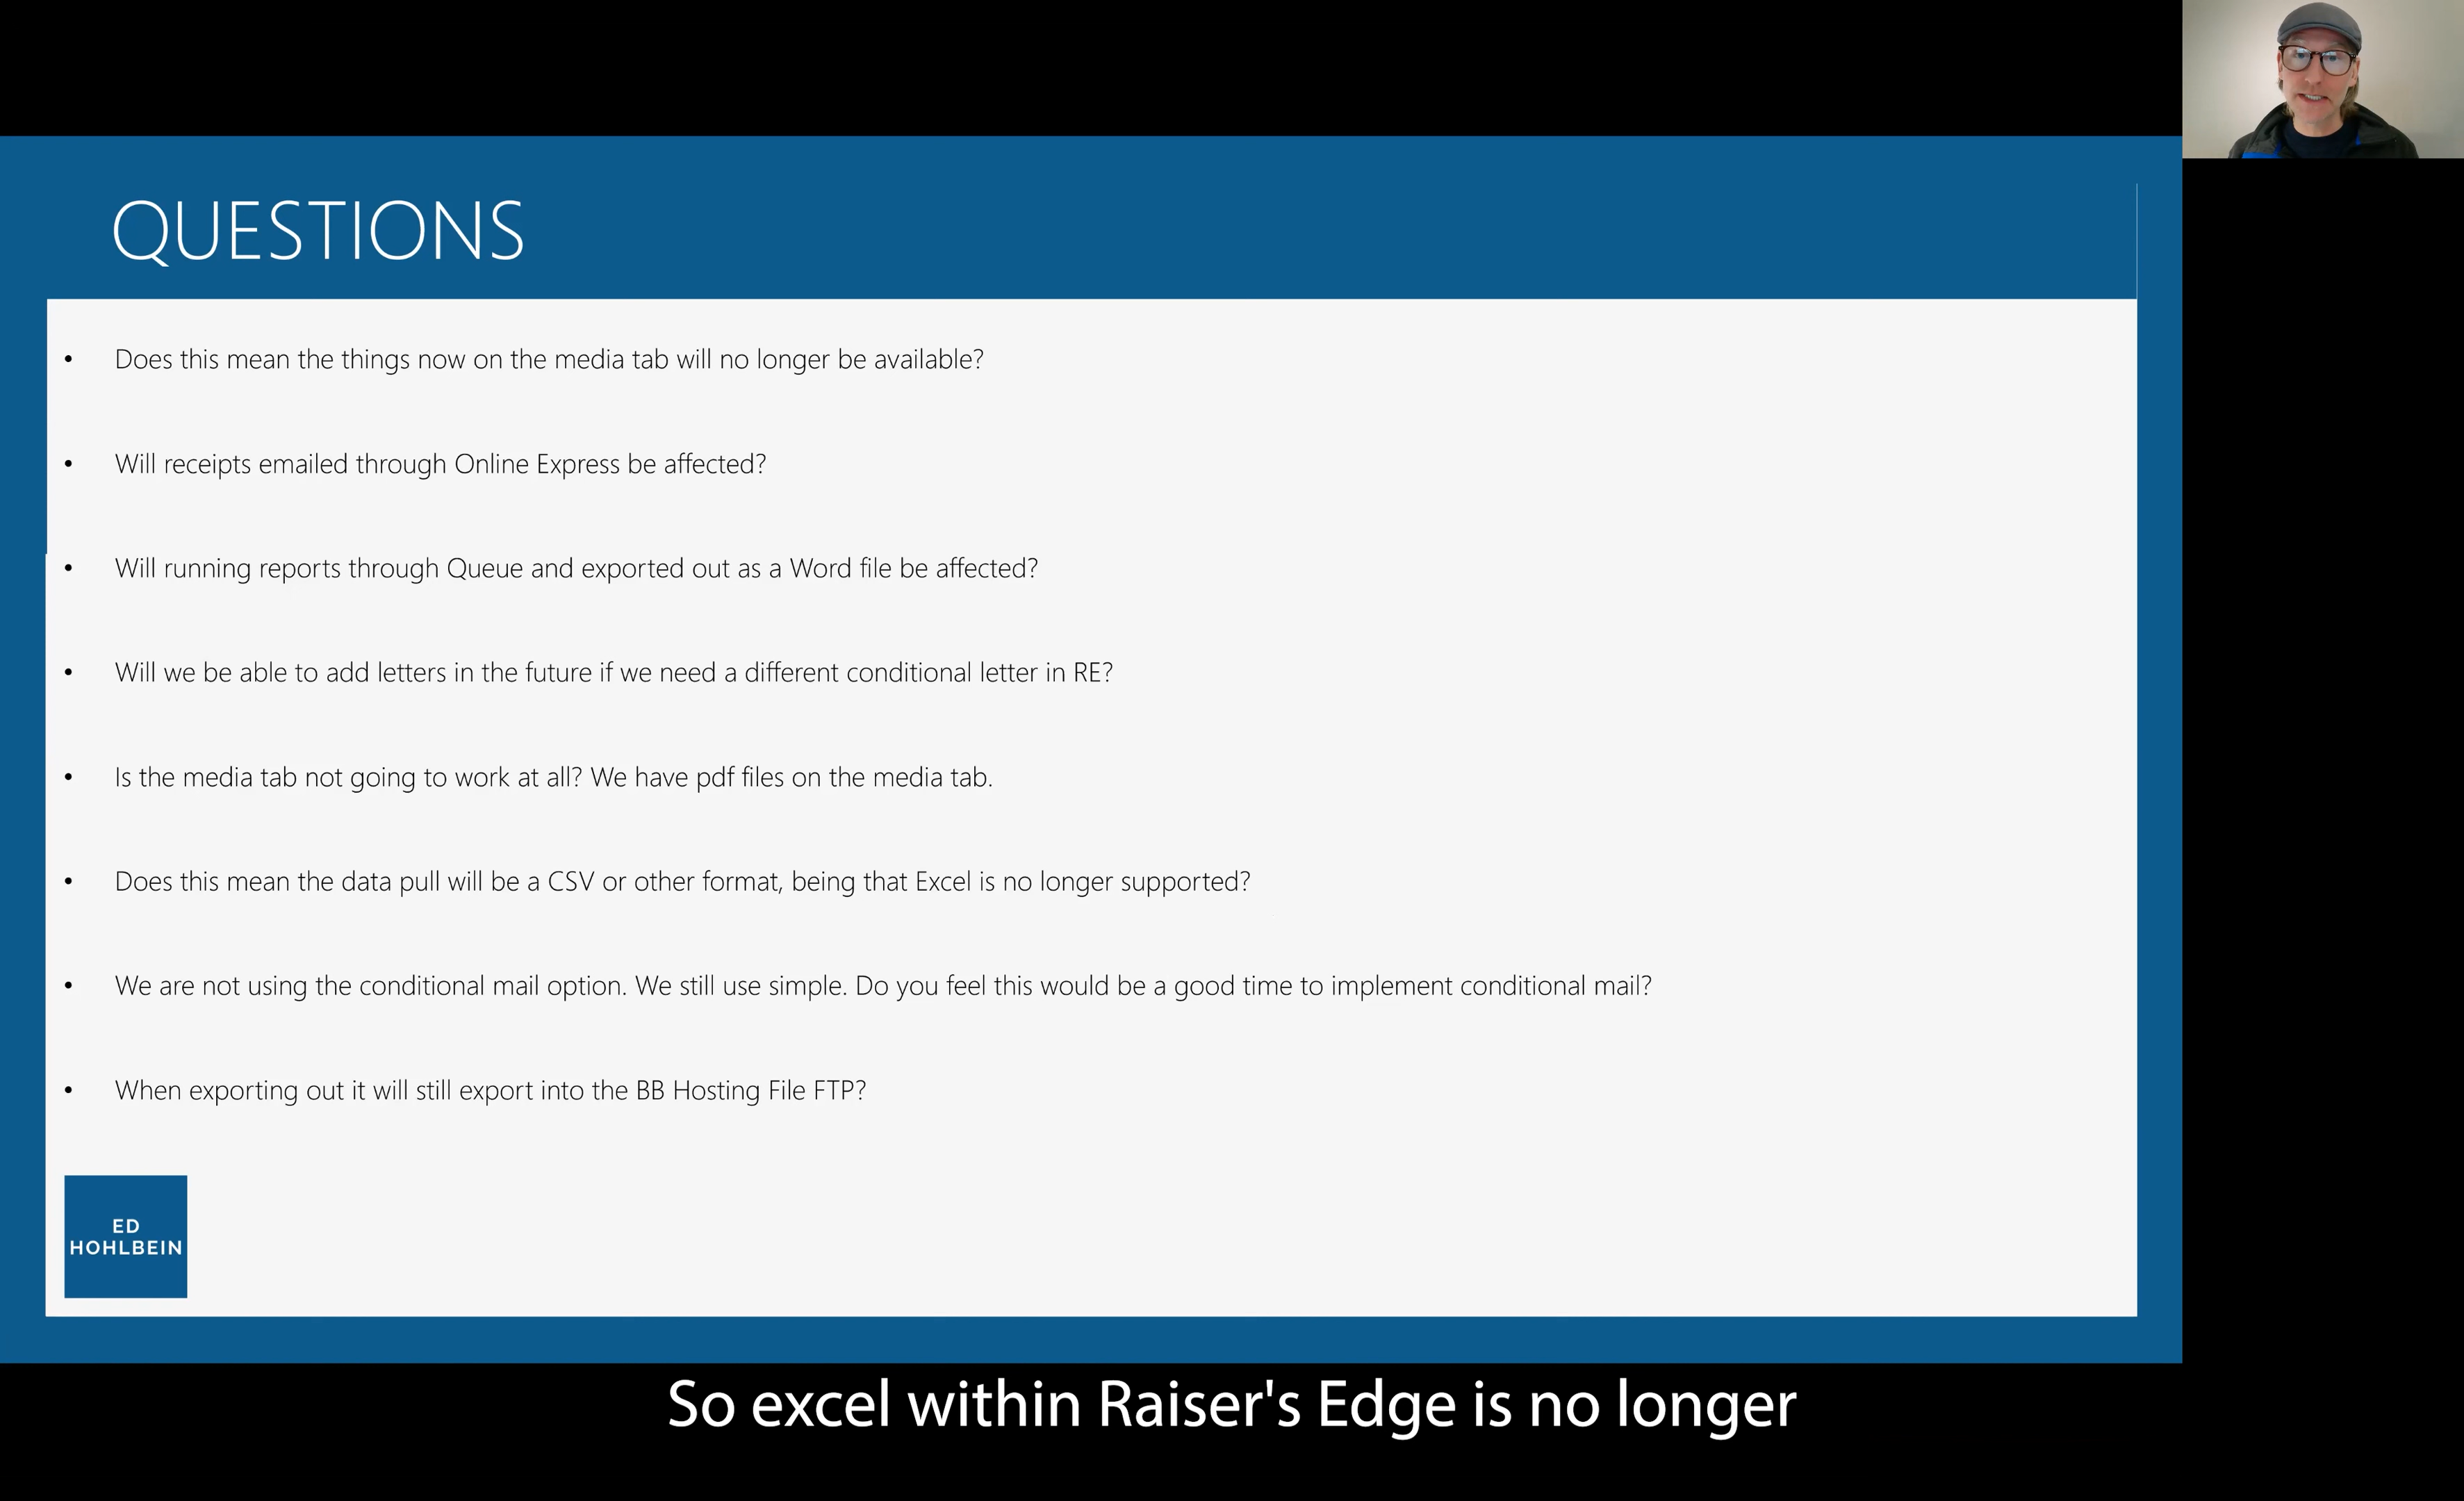 QUESTIONS
• Does this mean the things now on the media tab will no longer be available?
• Will receipts emailed through Online Express be affected?
• Will running reports through Queue and exported out as a Word file be affected?
• Will we be able to add letters in the future if we need a different conditional letter in RE?
• Is the media tab not going to work at all? We have pdf files on the media tab.
• Does this mean the data pull will be a CSV or other format, being that Excel is no longer supported?
• We are not using the conditional mail option. We still use simple. Do you feel this would be a good time to implement conditional mail?
• When exporting out it will still export into the BB Hosting File FTP?
ED
HOHLBEIN
So excel within Raiser's Edge is no longer